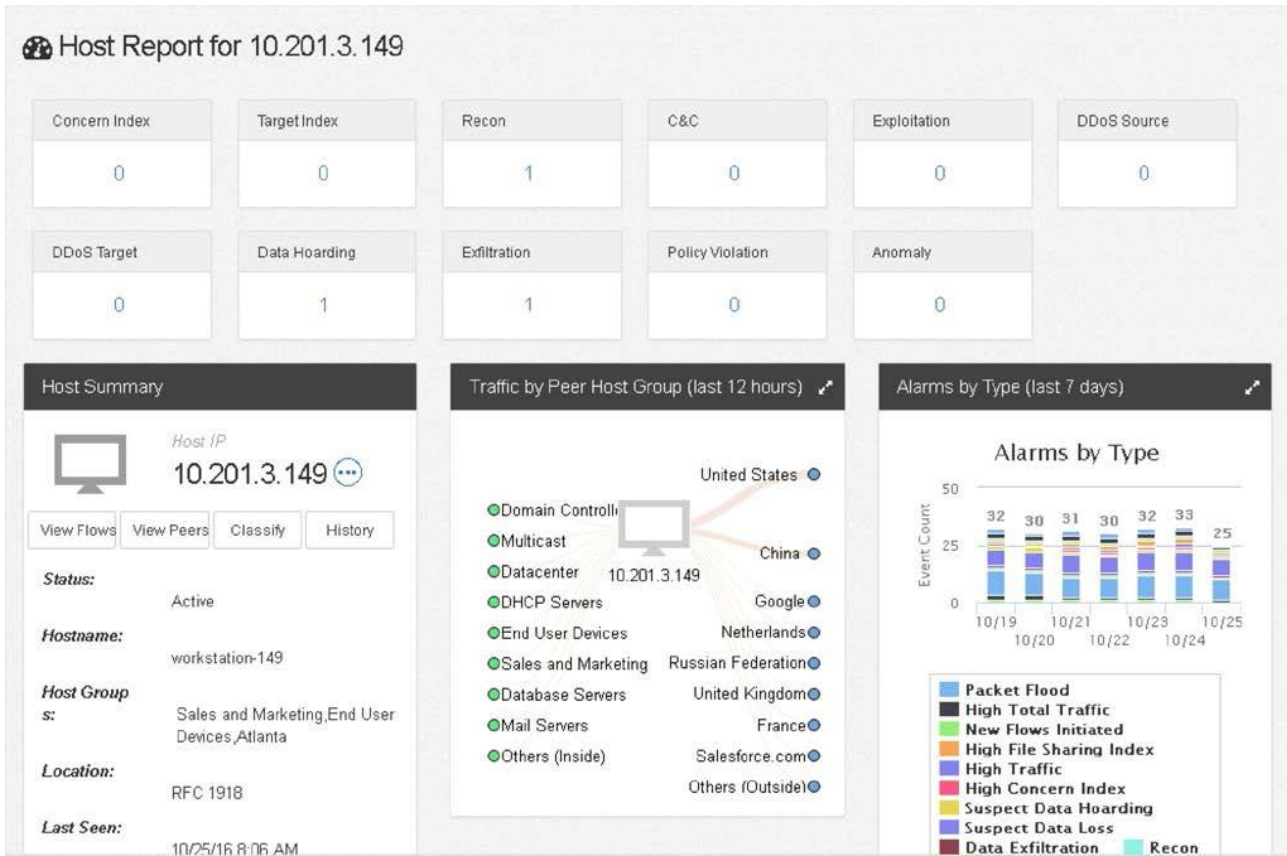 Host Report for 10.201.3.149
Concern Index
Target Index
Recon
C&C
Exploitation
DDoS Source
0
0
1
0
0
0
DDoS Target
Data Hoarding
Exfiltration
Policy Violation
Anomaly
0
1
1
0
0
Host Summary
Host IP
10.201.3.149
View Flows
View Peers
Classify
History
Status:
Active
Hostname:
workstation-149
Host Group
s:
Sales and Marketing,End User
Devices,Atlanta
Location:
RFC 1918
Last Seen:
10/25/16 8:06 AM
Traffic by Peer Host Group (last 12 hours)
United States
Domain Controlle
Multicast
China
Datacenter
10.201.3.149
DHCP Servers
Google
End User Devices
Netherlands
Sales and Marketing
Russian Federation
Database Servers
United Kingdom
Mail Servers
France
Others (Inside)
Salesforce.com
Others (Outside)
Alarms by Type (last 7 days)
Alarms by Type
Event Count
50
25
0
32
30
31
30
32
33
25
10/19
10/20
10/21
10/22
10/23
10/24
10/25
Packet Flood
High Total Traffic
New Flows Initiated
High File Sharing Index
High Traffic
High Concern Index
Suspect Data Hoarding
Suspect Data Loss
Data Exfiltration
Recon